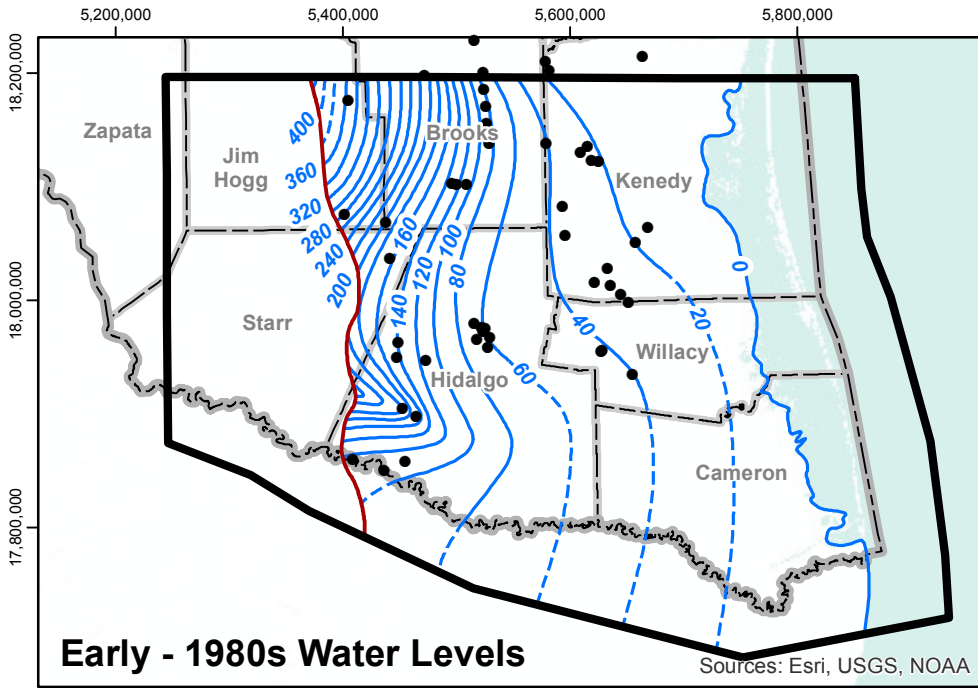 5,200,000
5,400,000
5,600,000
5,800,000
18,200,000
18,000,000
17,800,000
Zapata
Jim
Hogg
Brooks
Kenedy
Starr
Hidalgo
Willacy
Cameron
400
360
320
280
240
200
160
140
120
100
80
60
40
20
0
Early - 1980s Water Levels
Sources: Esri, USGS, NOAA